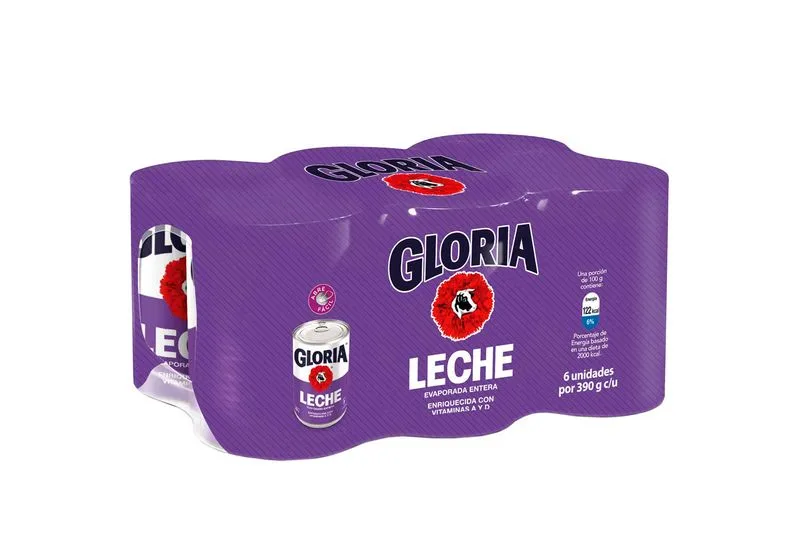 GLORIA
GLORIA
LECHE
EVAPORADA ENTERA
ENRIQUECIDA CON
VITAMINAS A Y D
ABRE
FÁCIL
GLORIA
LECHE
Una porción
de 100 g
contiene:
Energía
122 kcal
6%
Porcentaje de
Energía basado
en una dieta de
2000 kcal.
6 unidades
por 390 g c/u